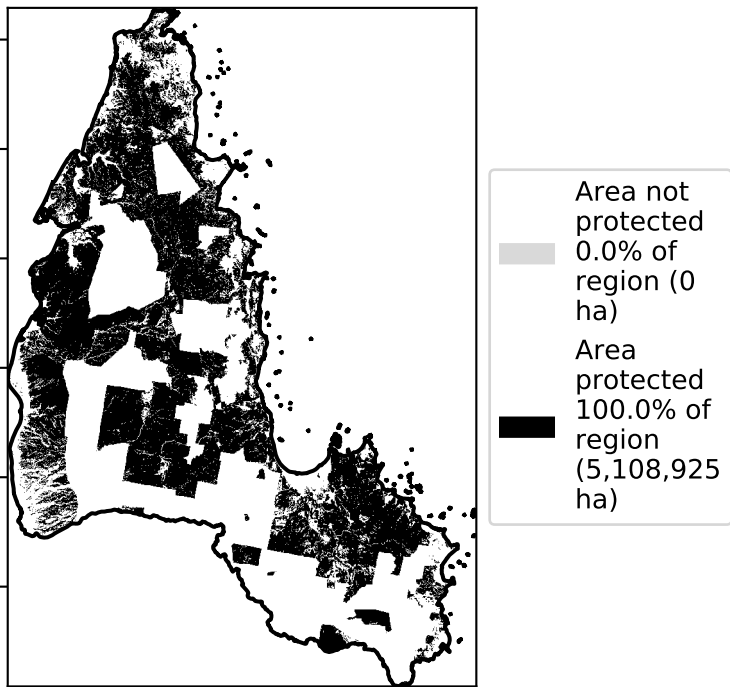 Area not
protected
0.0% of
region (0
ha)
Area
protected
100.0% of
region
(5,108,925
ha)